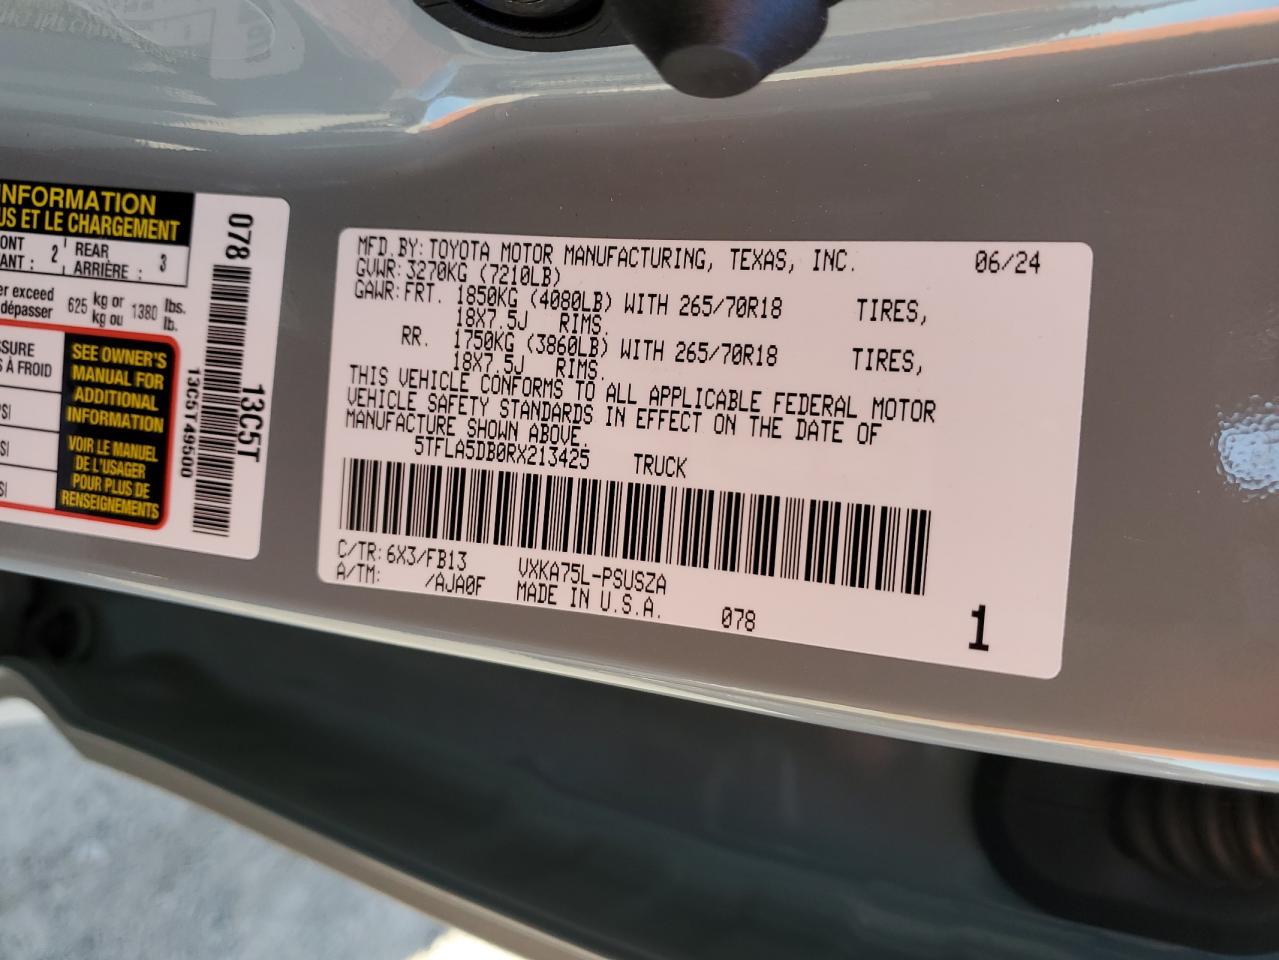 INFORMATION
US ET LE CHARGEMENT
ONT 2 REAR 3
ANT : ARRIÈRE :
er exceed 625 kg or 1380 lbs.
dépasser kg ou lb.
SSURE
S À FROID
SI
SI
SI
SEE OWNER'S
MANUAL FOR
ADDITIONAL
INFORMATION
VOIR LE MANUEL
DE L'USAGER
POUR PLUS DE
RENSEIGNEMENTS
078
13C5T
13C5T49500
MFD. BY: TOYOTA MOTOR MANUFACTURING, TEXAS, INC. 06/24
GVWR: 3270KG (7210LB)
GAWR: FRT. 1850KG (4080LB) WITH 265/70R18 TIRES,
18X7.5J RIMS.
RR. 1750KG (3860LB) WITH 265/70R18 TIRES,
18X7.5J RIMS.
THIS VEHICLE CONFORMS TO ALL APPLICABLE FEDERAL MOTOR
VEHICLE SAFETY STANDARDS IN EFFECT ON THE DATE OF
MANUFACTURE SHOWN ABOVE.
5TFLA5DB0RX213425 TRUCK
C/TR: 6X3/FB13 VXKA75L-PSUSZA
A/TM: /AJA0F MADE IN U.S.A. 078 1